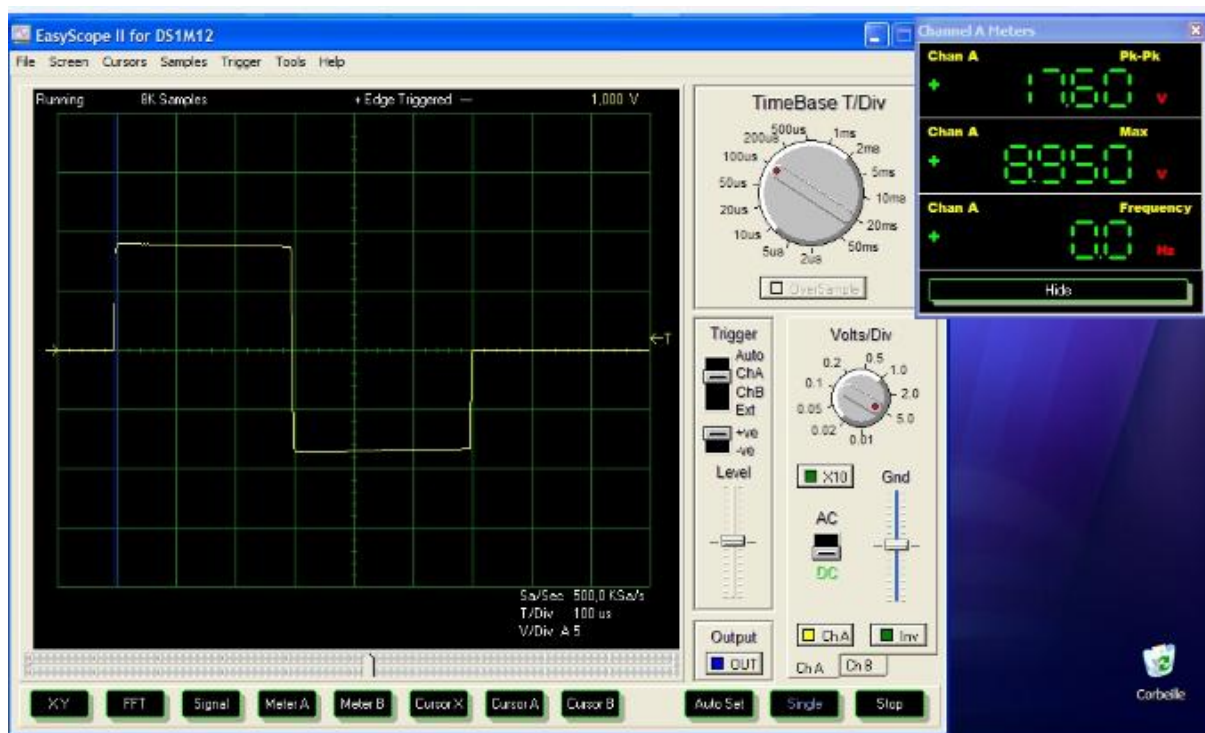 EasyScope II for DS1M12
File Screen Cursors Samples Trigger Tools Help
Running 8K Samples + Edge Triggered — 1,000 V
T
Sa/Sec 500,0 KSa/s
T/Div 100 us
V/Div A 5
TimeBase T/Div
500us
1ms
200us
2ms
100us
5ms
50us
10ms
20us
20ms
10us
50ms
5us
2us
OverSample
Trigger
Auto
ChA
ChB
Ext
+ve
-ve
Level
Volts/Div
0.5
0.2
1.0
0.1
2.0
0.05
5.0
0.02
0.01
X10
Gnd
AC
DC
Output
OUT
Ch A
Inv
Ch A
Ch B
XY FFT Signal Meter A Meter B Cursor X Cursor A Cursor B Auto Set Single Stop
Channel A Meters
Chan A Pk-Pk
+ 17.60 V
Chan A Max
+ 8.950 V
Chan A Frequency
+ 0.0 Hz
Hide
Corbeille